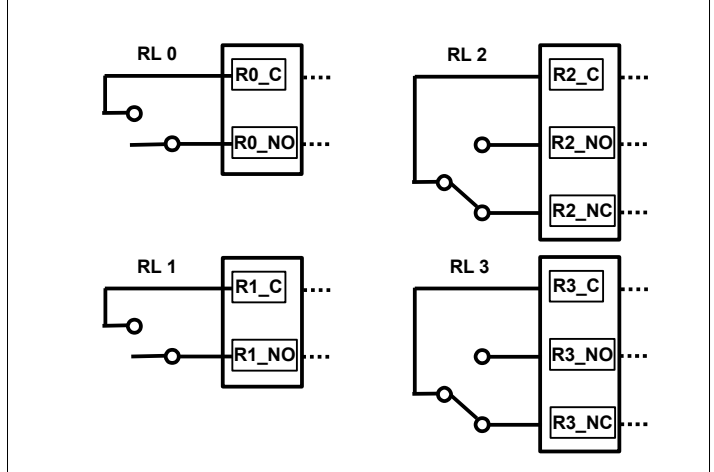 RL 0
R0_C
R0_NO
RL 2
R2_C
R2_NO
R2_NC
RL 1
R1_C
R1_NO
RL 3
R3_C
R3_NO
R3_NC